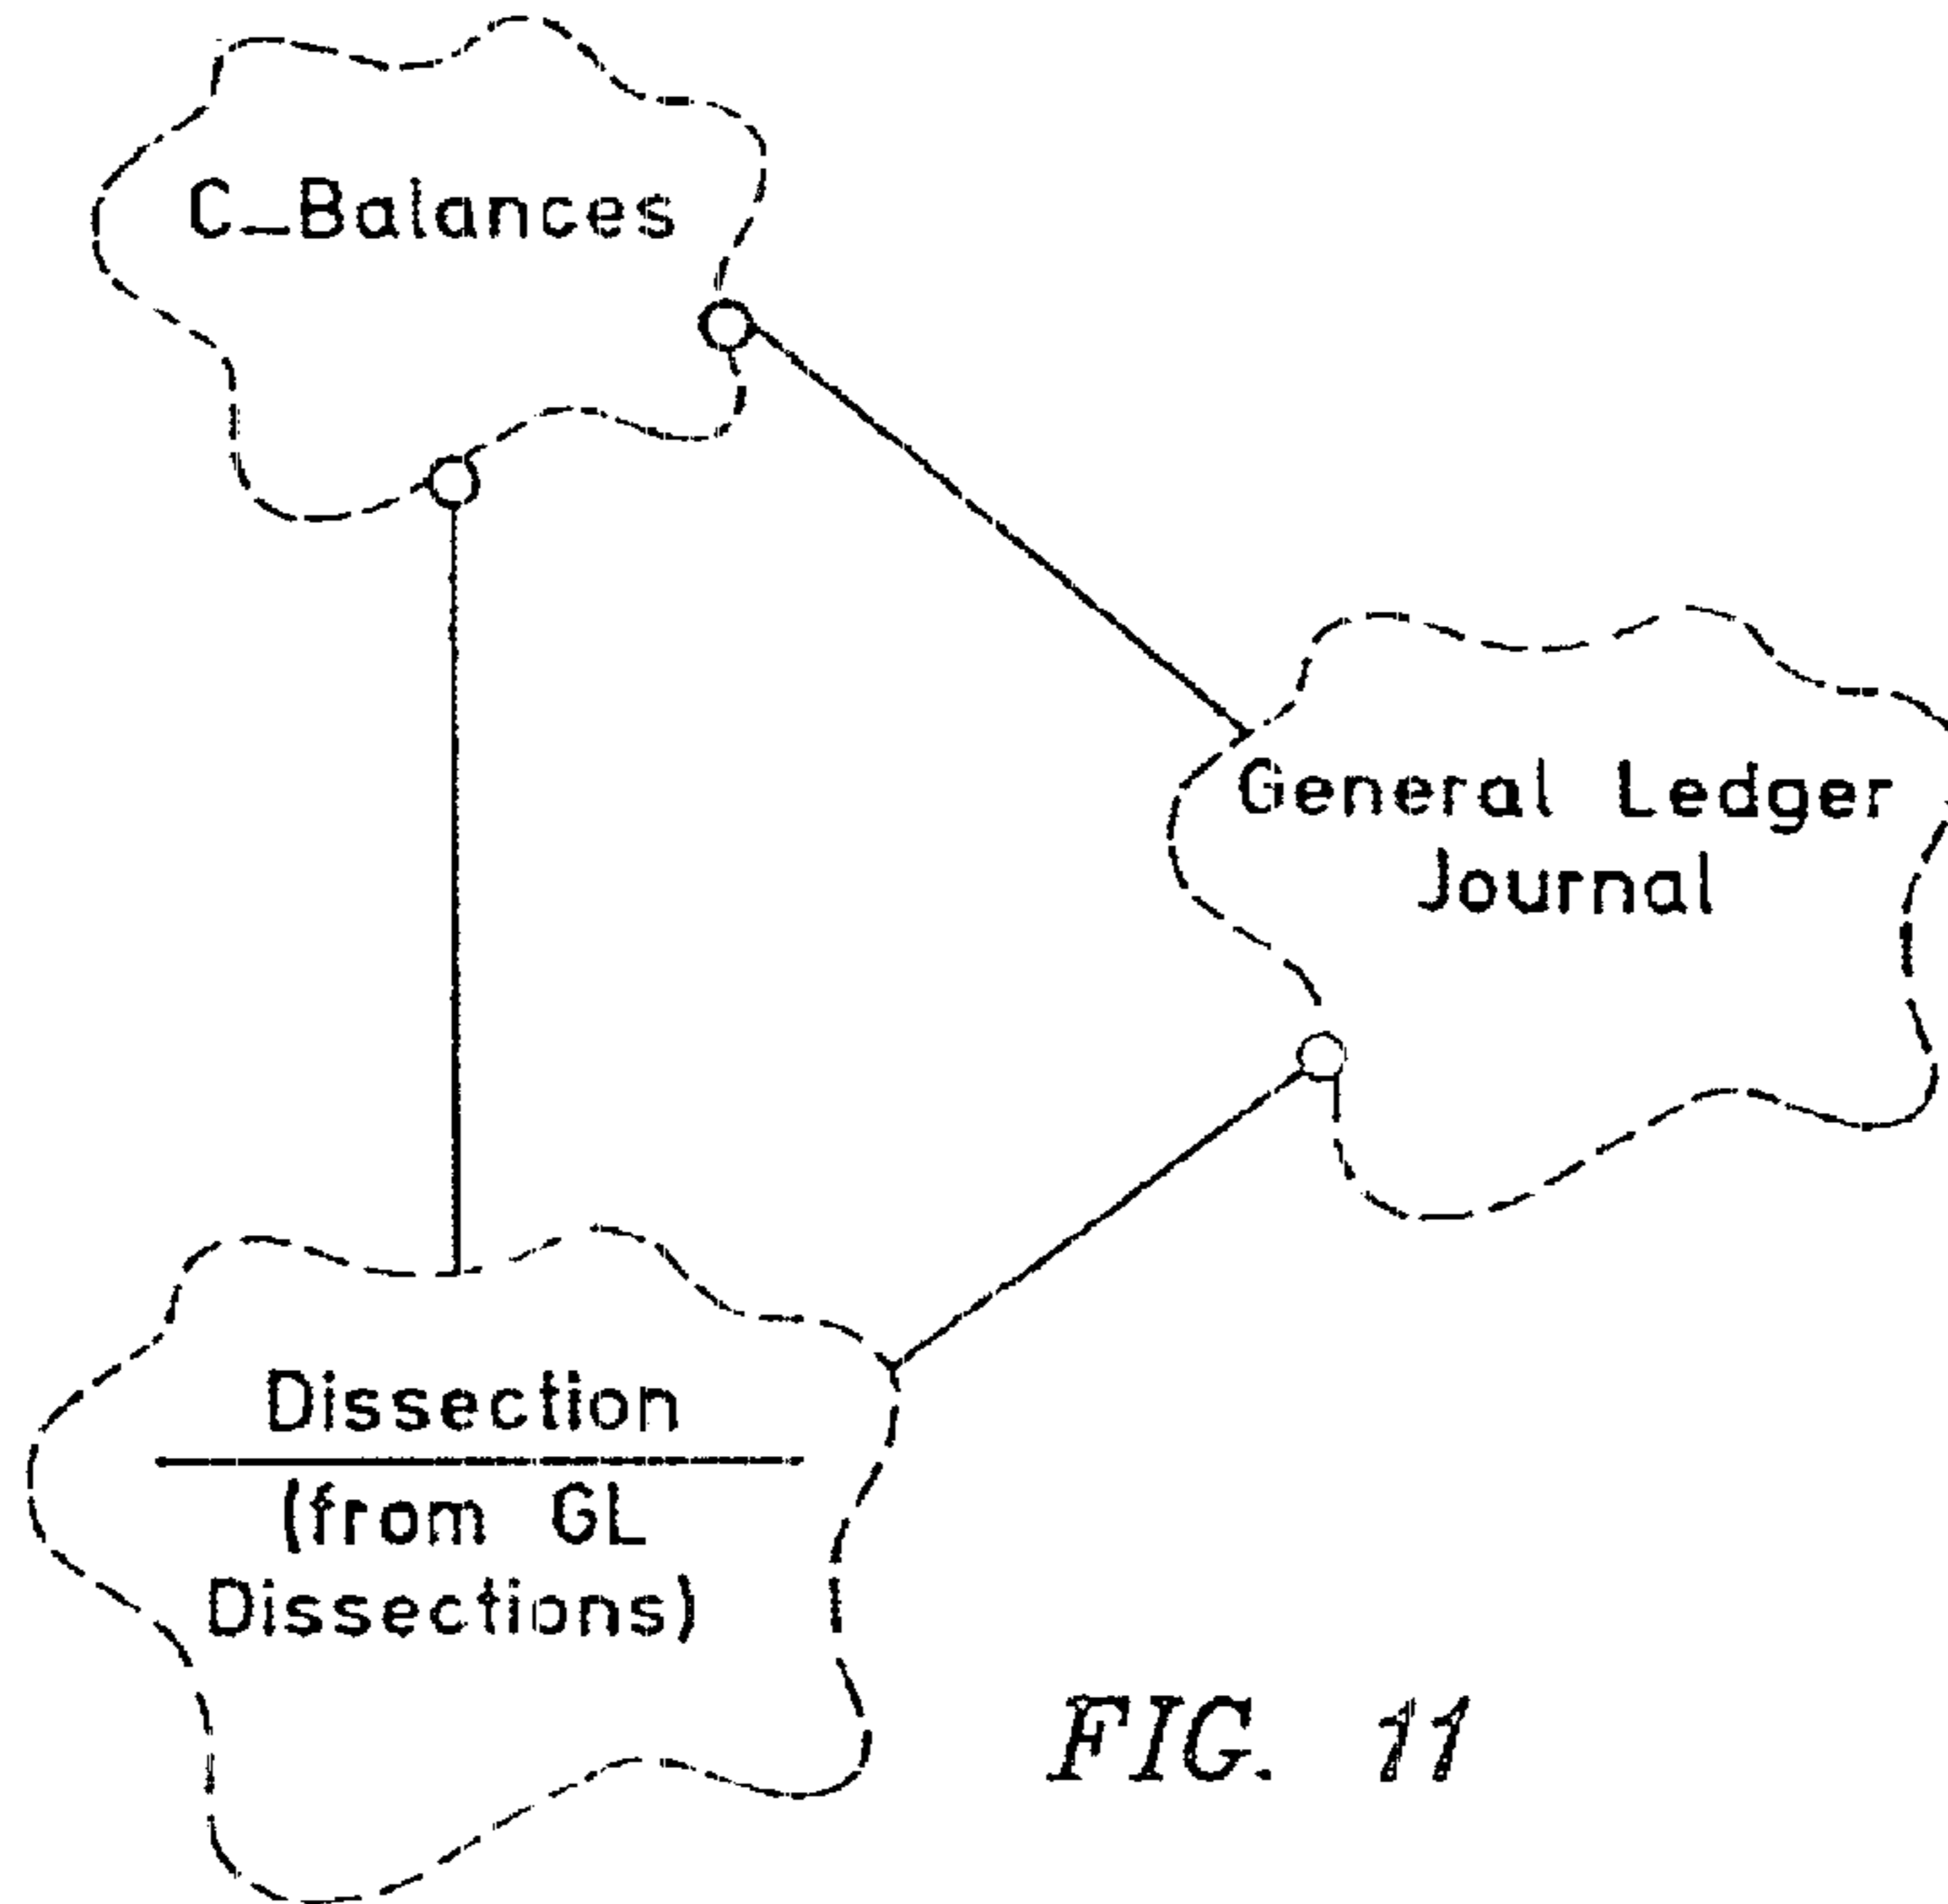 C_Balances
General Ledger
Journal
Dissection
(from GL
Dissections)
FIG. 11